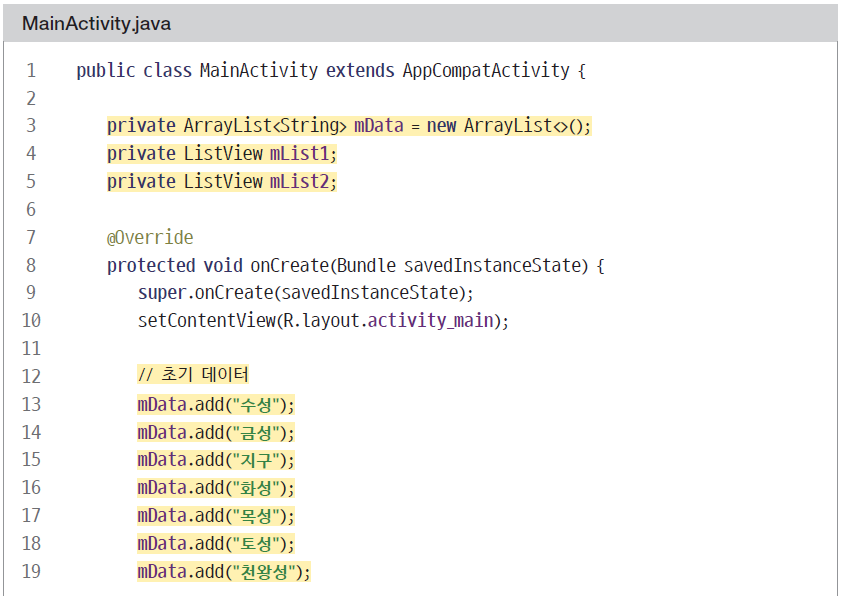 MainActivity.java
1 public class MainActivity extends AppCompatActivity {
2
3 private ArrayList<String> mData = new ArrayList<>();
4 private ListView mList1;
5 private ListView mList2;
6
7 @Override
8 protected void onCreate(Bundle savedInstanceState) {
9 super.onCreate(savedInstanceState);
10 setContentView(R.layout.activity_main);
11
12 // 초기 데이터
13 mData.add("수성");
14 mData.add("금성");
15 mData.add("지구");
16 mData.add("화성");
17 mData.add("목성");
18 mData.add("토성");
19 mData.add("천왕성");